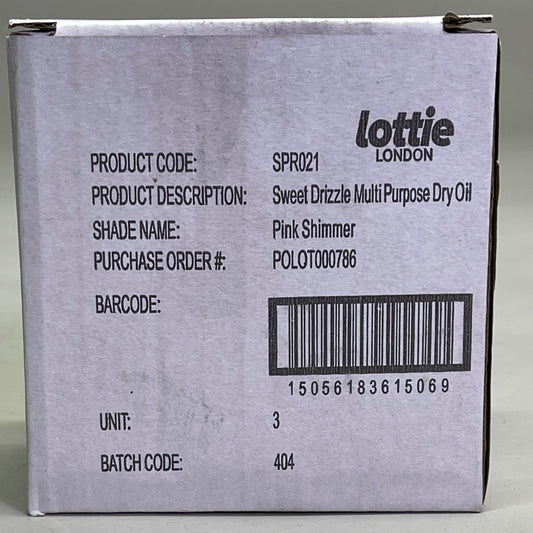 lottie
LONDON
PRODUCT CODE: SPR021
PRODUCT DESCRIPTION: Sweet Drizzle Multi Purpose Dry Oil
SHADE NAME: Pink Shimmer
PURCHASE ORDER #: POLOT000786
BARCODE:
15056183615069
UNIT: 3
BATCH CODE: 404